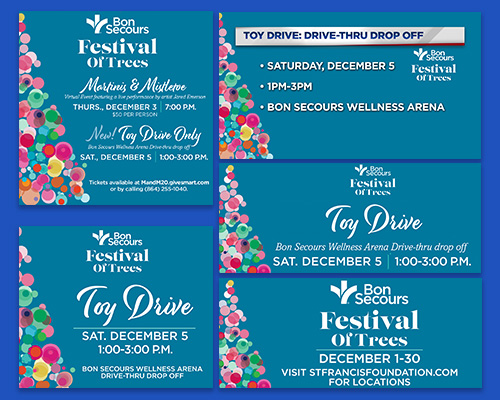 Bon
Secours
Festival
Of Trees
Martinis & Mistletoe
Virtual Event featuring a live performance by artist Jared Emerson
THURS., DECEMBER 3 | 7:00 P.M.
$50 PER PERSON
New! Toy Drive Only
Bon Secours Wellness Arena Drive-thru drop off
SAT., DECEMBER 5 | 1:00-3:00 P.M.
Tickets available at MandM20.givesmart.com
or by calling (864) 255-1040.
TOY DRIVE: DRIVE-THRU DROP OFF
Bon
Secours
Festival
Of Trees
• SATURDAY, DECEMBER 5
• 1PM-3PM
• BON SECOURS WELLNESS ARENA
Bon
Secours
Festival
Of Trees
Toy Drive
Bon Secours Wellness Arena Drive-thru drop off
SAT. DECEMBER 5 | 1:00-3:00 P.M.
Bon
Secours
Festival
Of Trees
Toy Drive
SAT. DECEMBER 5
1:00-3:00 P.M.
BON SECOURS WELLNESS ARENA
DRIVE-THRU DROP OFF
Bon
Secours
Festival
Of Trees
DECEMBER 1-30
VISIT STFRANCISFOUNDATION.COM
FOR LOCATIONS